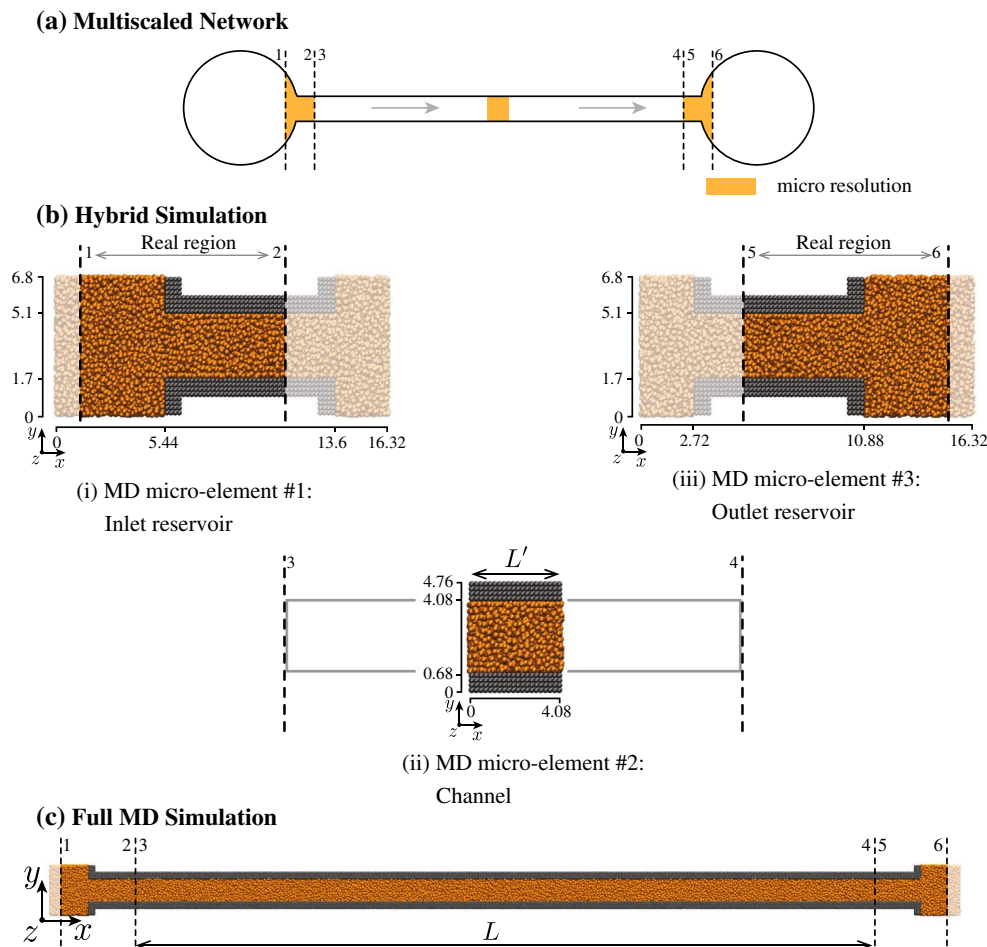 (a) Multiscaled Network
1 2 3 4 5 6
micro resolution
(b) Hybrid Simulation
1 Real region 2
6.8
5.1
1.7
0
y
z x
0 5.44 13.6 16.32
(i) MD micro-element #1:
Inlet reservoir
5 Real region 6
6.8
5.1
1.7
0
y
z x
0 2.72 10.88 16.32
(iii) MD micro-element #3:
Outlet reservoir
3 L′ 4
4.76
4.08
0.68
0
y
z x
0 4.08
(ii) MD micro-element #2:
Channel
(c) Full MD Simulation
1 2 3 4 5 6
y
z x
L